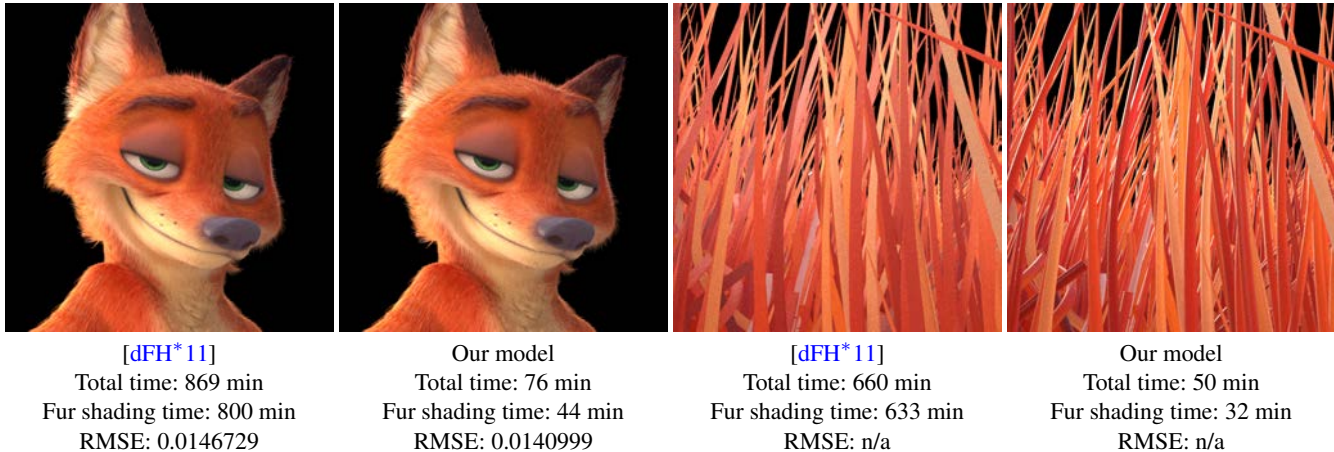 [dFH*11]
Total time: 869 min
Fur shading time: 800 min
RMSE: 0.0146729
Our model
Total time: 76 min
Fur shading time: 44 min
RMSE: 0.0140999
[dFH*11]
Total time: 660 min
Fur shading time: 633 min
RMSE: n/a
Our model
Total time: 50 min
Fur shading time: 32 min
RMSE: n/a